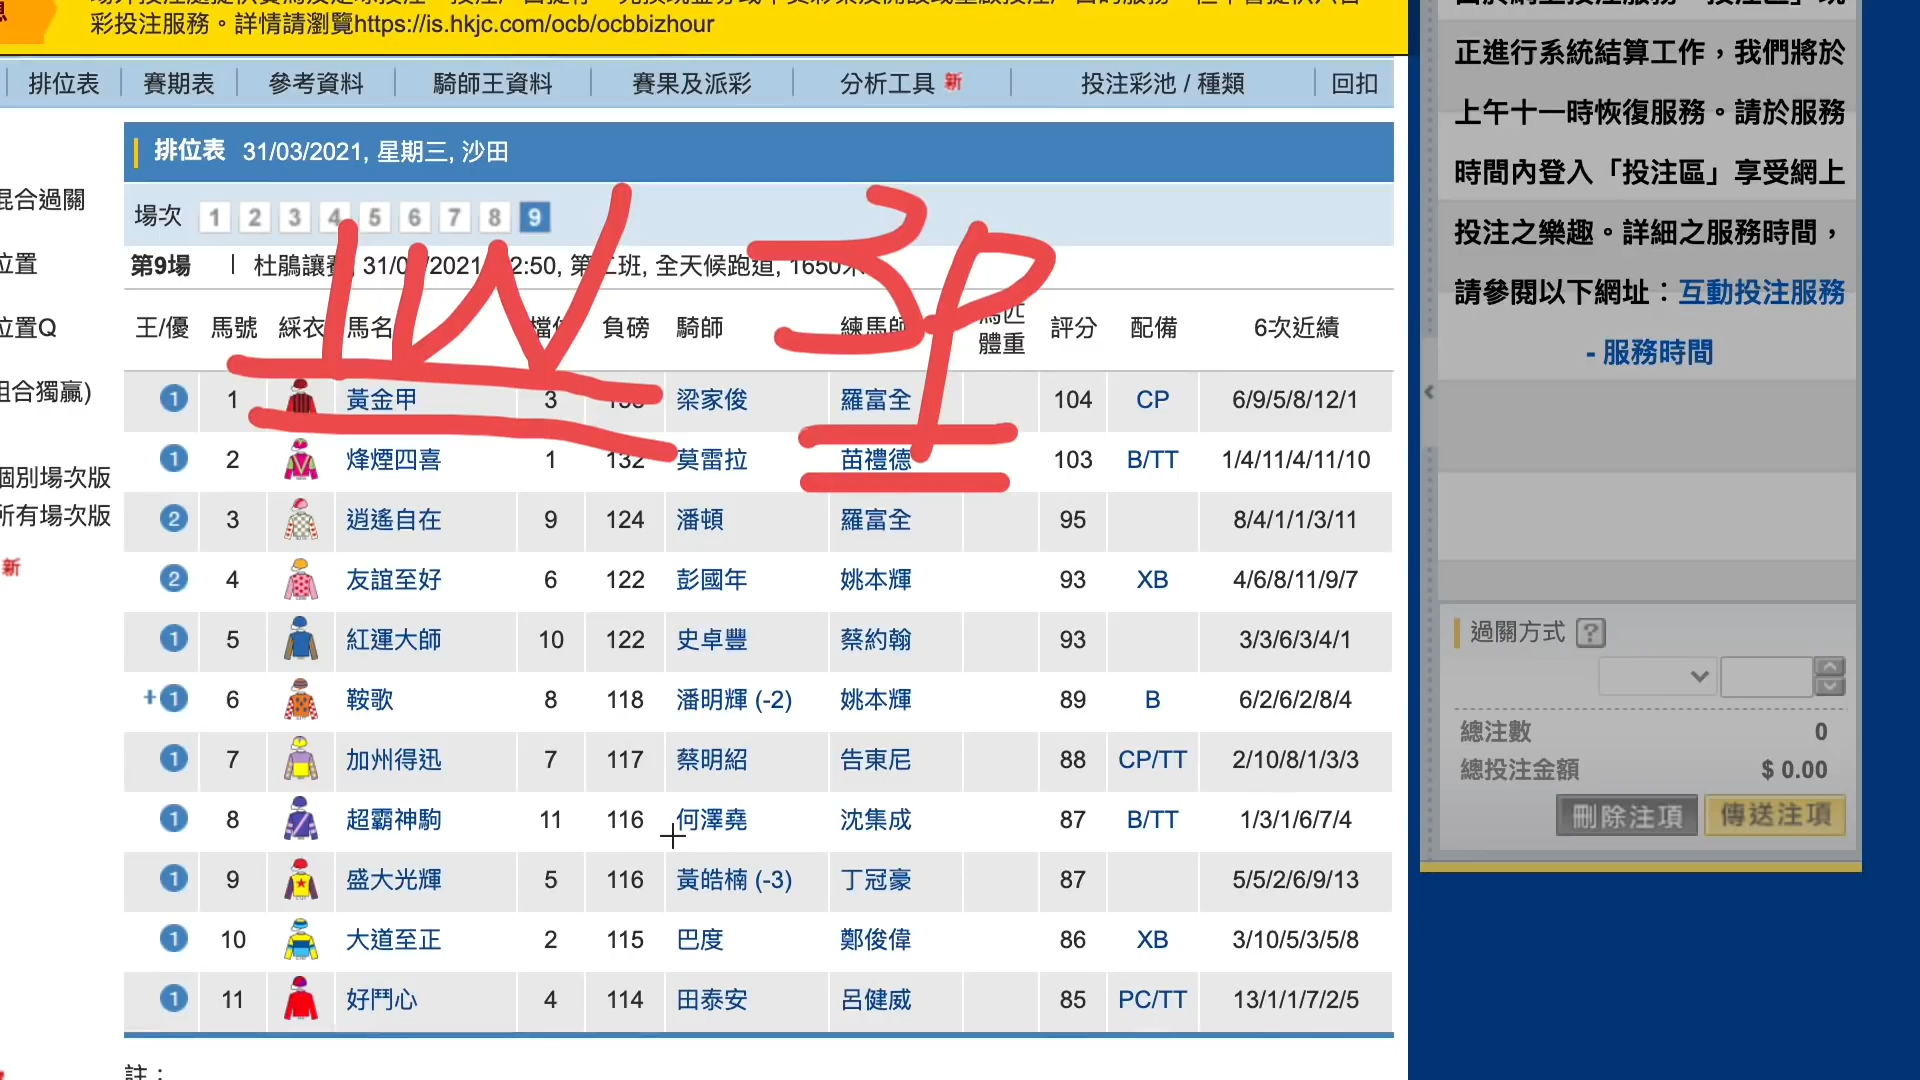 彩投注服務。詳情請瀏覽https://is.hkjc.com/ocb/ocbbizhour
排位表 賽期表 參考資料 騎師王資料 賽果及派彩 分析工具 新 投注彩池 / 種類 回扣
排位表 31/03/2021, 星期三, 沙田
場次 1 2 3 4 5 6 7 8 9
1W 3P
第9場 | 杜鵑讓賽, 31/0 /2021, 2:50, 第二班, 全天候跑道, 1650米
王/優 馬號 綵衣 馬名 檔位 負磅 騎師 練馬師 馬匹體重 評分 配備 6次近績
1 1 黃金甲 3 梁家俊 羅富全 104 CP 6/9/5/8/12/1
1 2 烽煙四喜 1 132 莫雷拉 苗禮德 103 B/TT 1/4/11/4/11/10
2 3 逍遙自在 9 124 潘頓 羅富全 95 8/4/1/1/3/11
2 4 友誼至好 6 122 彭國年 姚本輝 93 XB 4/6/8/11/9/7
1 5 紅運大師 10 122 史卓豐 蔡約翰 93 3/3/6/3/4/1
+1 6 鞍歌 8 118 潘明輝 (-2) 姚本輝 89 B 6/2/6/2/8/4
1 7 加州得迅 7 117 蔡明紹 告東尼 88 CP/TT 2/10/8/1/3/3
1 8 超霸神駒 11 116 何澤堯 沈集成 87 B/TT 1/3/1/6/7/4
1 9 盛大光輝 5 116 黃皓楠 (-3) 丁冠豪 87 5/5/2/6/9/13
1 10 大道至正 2 115 巴度 鄭俊偉 86 XB 3/10/5/3/5/8
1 11 好鬥心 4 114 田泰安 呂健威 85 PC/TT 13/1/1/7/2/5
註：
混合過關
位置
位置Q
組合獨贏)
個別場次版
所有場次版
新
正進行系統結算工作，我們將於
上午十一時恢復服務。請於服務
時間內登入「投注區」享受網上
投注之樂趣。詳細之服務時間，
請參閱以下網址：互動投注服務
- 服務時間
過關方式 ?
總注數 0
總投注金額 $ 0.00
刪除注項 傳送注項